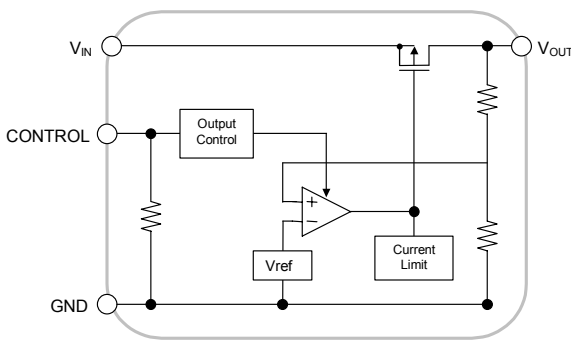 VIN
VOUT
CONTROL
Output
Control
+
−
Vref
Current
Limit
GND